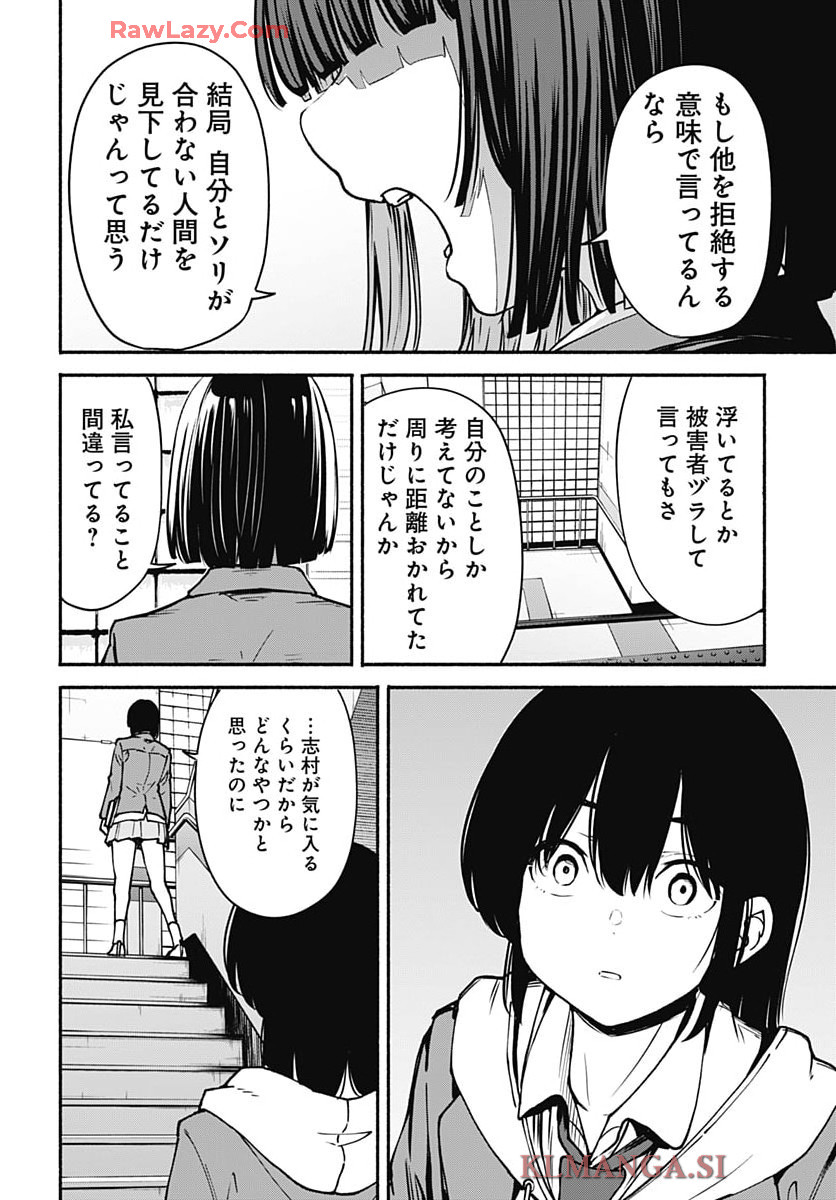 RawLazy.Com
もし他を拒絶する
意味で言ってるん
なら
結局 自分とソリが
合わない人間を
見下してるだけ
じゃんって思う
浮いてるとか
被害者ヅラして
言ってもさ
自分のことしか
考えてないから
周りに距離おかれてた
だけじゃんか
私言ってること
間違ってる?
…志村が気に入る
くらいだから
どんなやつかと
思ったのに
KLMANGA.SI